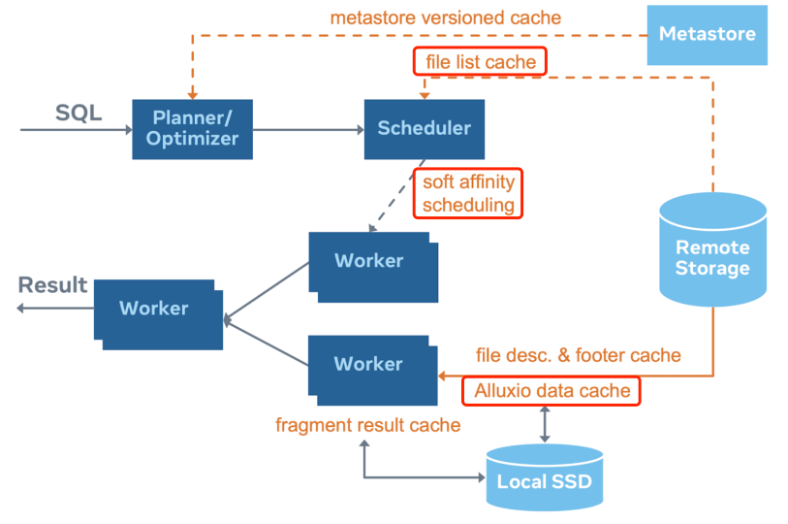 metastore versioned cache
Metastore
file list cache
SQL
Planner/
Optimizer
Scheduler
soft affinity
scheduling
Remote
Storage
Worker
Result
Worker
Worker
file desc. & footer cache
Alluxio data cache
fragment result cache
Local SSD